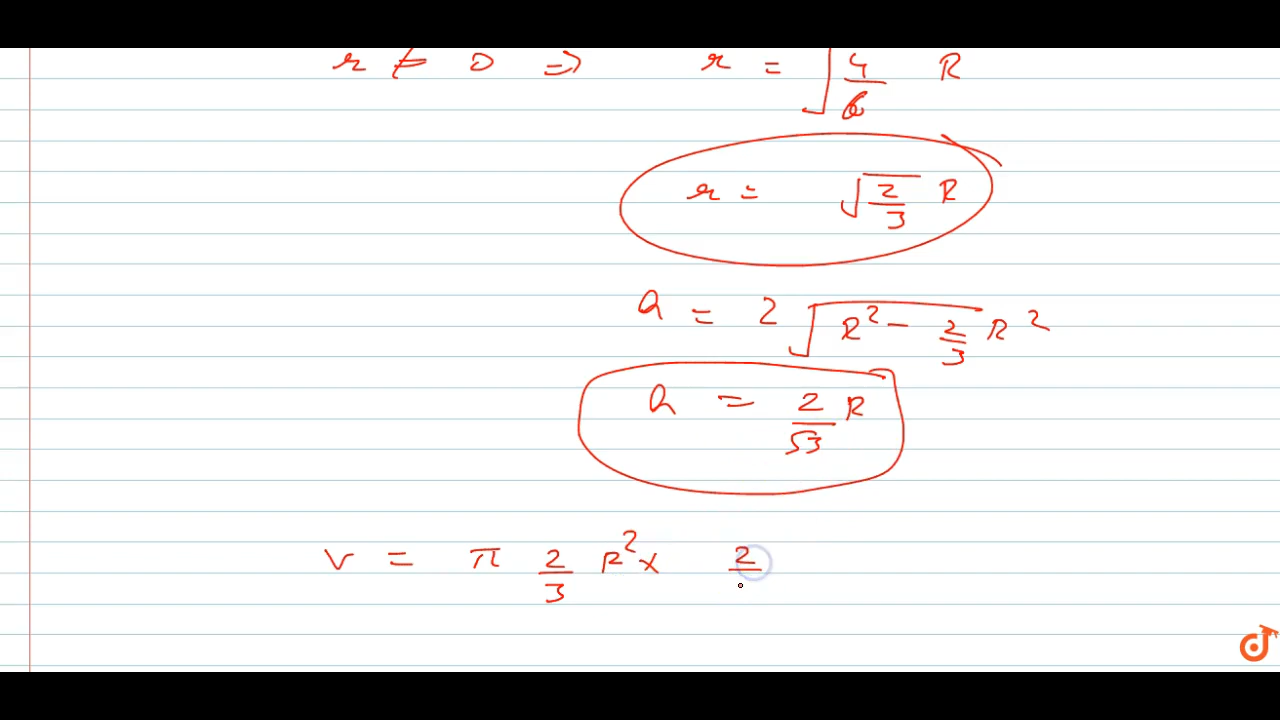 r ≠ 0 => r = √(4/6) R
r = √(2/3) R
h = 2 √(R² - 2/3 R²)
h = 2/√3 R
V = π 2/3 R² × 2/